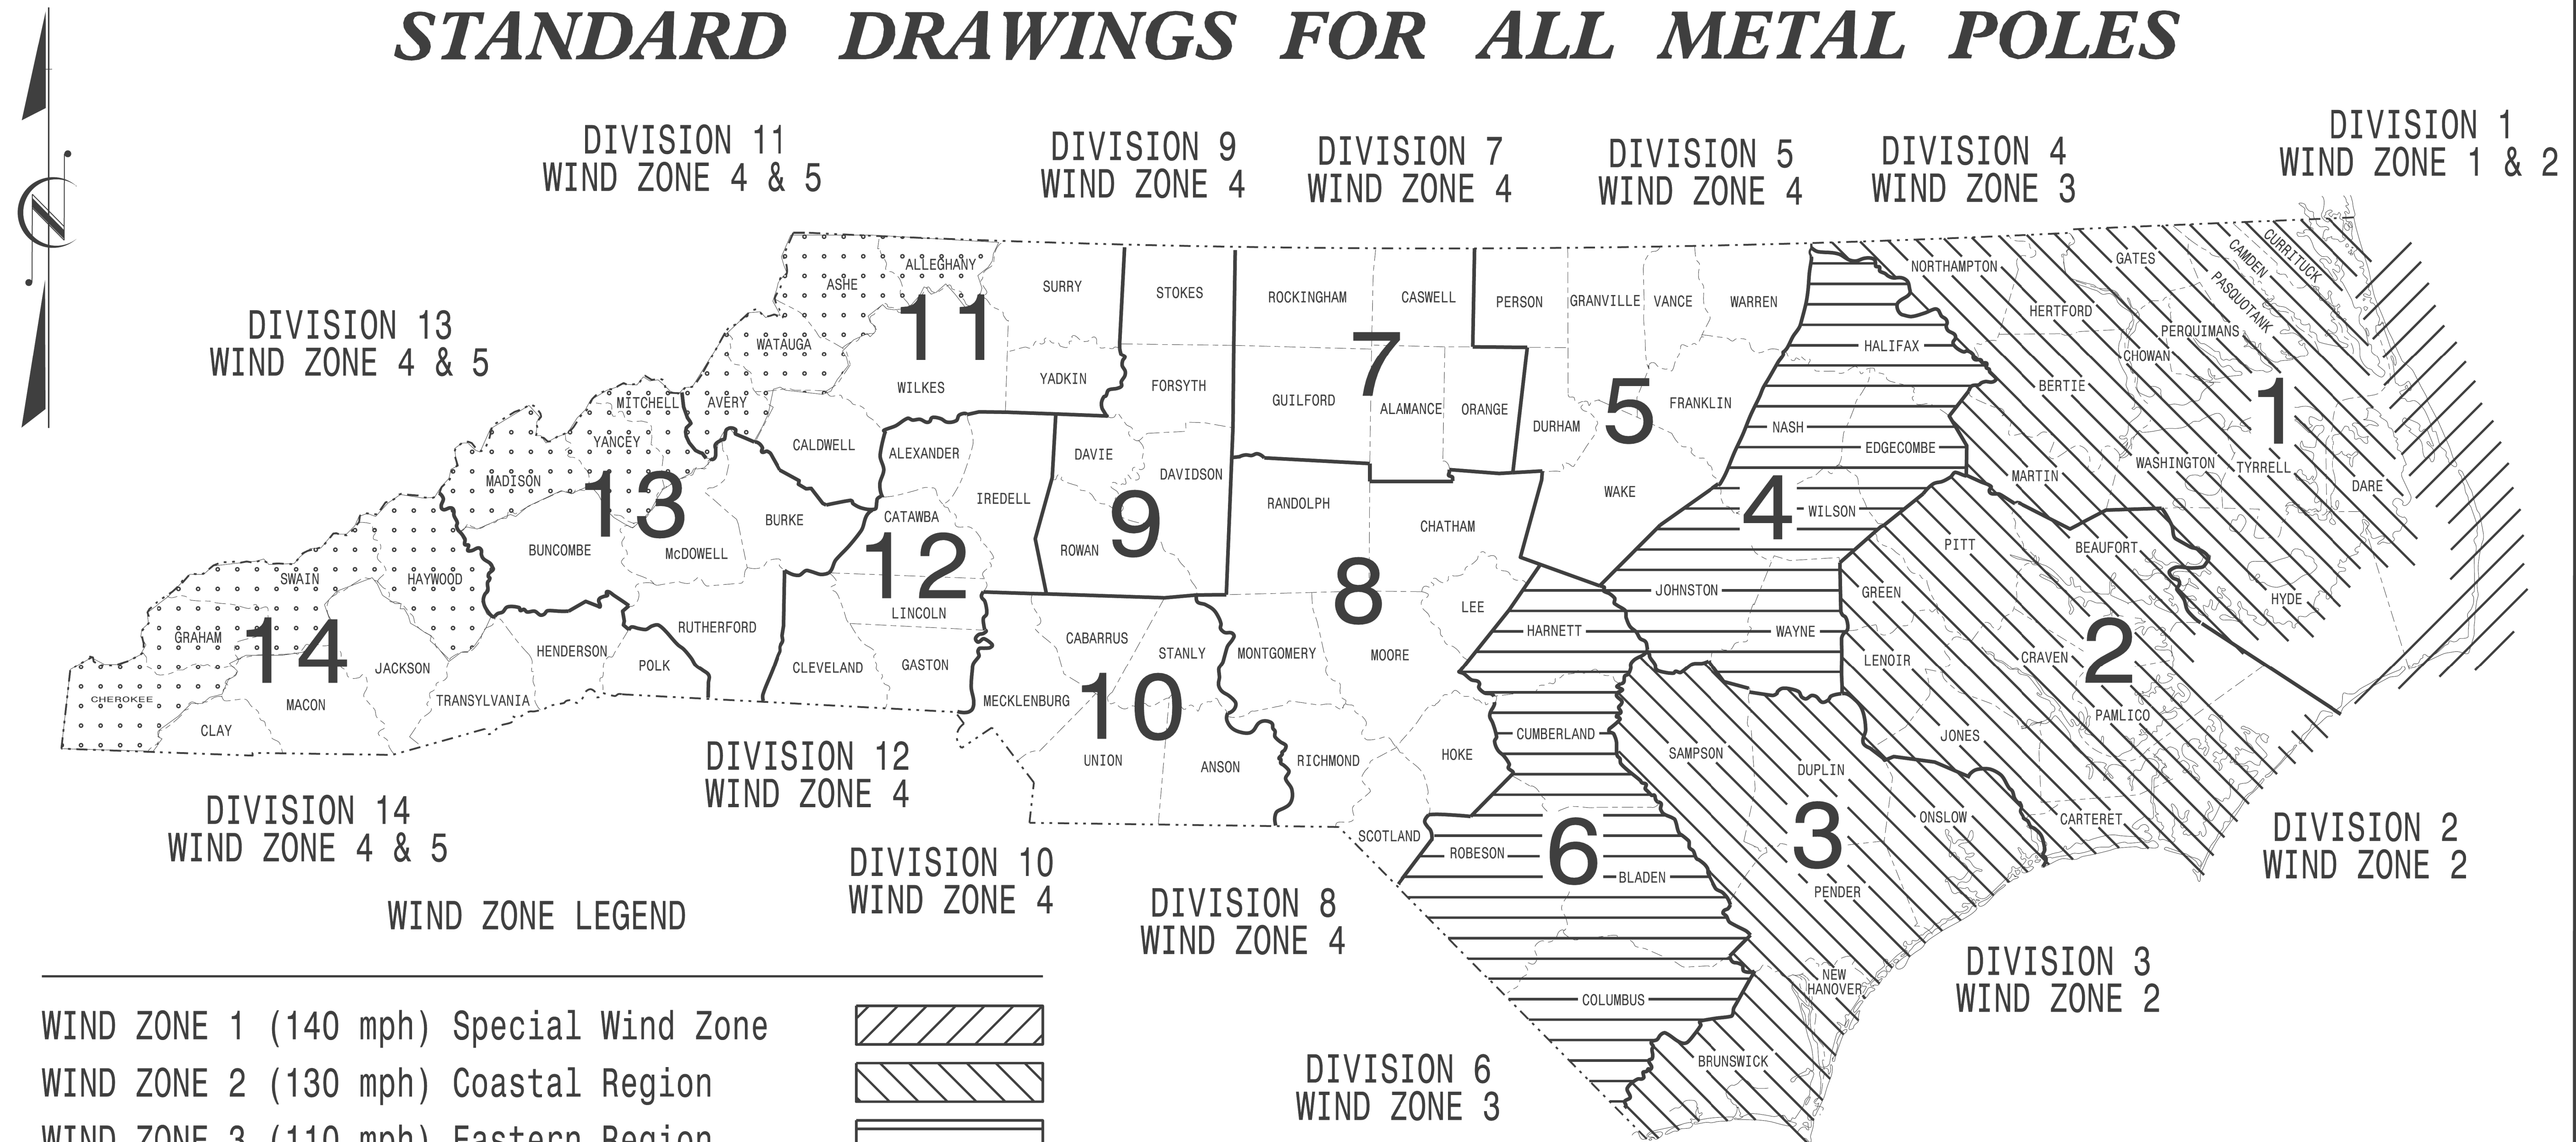 STANDARD DRAWINGS FOR ALL METAL POLES
DIVISION 11
WIND ZONE 4 & 5
DIVISION 9
WIND ZONE 4
DIVISION 7
WIND ZONE 4
DIVISION 5
WIND ZONE 4
DIVISION 4
WIND ZONE 3
DIVISION 1
WIND ZONE 1 & 2
DIVISION 13
WIND ZONE 4 & 5
N
ASHE
ALLEGHANY
SURRY
STOKES
ROCKINGHAM
CASWELL
PERSON
GRANVILLE
VANCE
WARREN
NORTHAMPTON
GATES
CAMDEN
CURRITUCK
PASQUOTANK
HERTFORD
PERQUIMANS
CHOWAN
WATAUGA
11
WILKES
YADKIN
FORSYTH
7
GUILFORD
ALAMANCE
ORANGE
DURHAM
5
FRANKLIN
HALIFAX
NASH
EDGECOMBE
BERTIE
1
MITCHELL
AVERY
YANCEY
CALDWELL
ALEXANDER
DAVIE
DAVIDSON
MADISON
13
IREDELL
RANDOLPH
WAKE
4
WILSON
MARTIN
WASHINGTON
TYRRELL
DARE
BUNCOMBE
McDOWELL
BURKE
CATAWBA
12
ROWAN
9
CHATHAM
PITT
BEAUFORT
SWAIN
HAYWOOD
LINCOLN
8
LEE
JOHNSTON
GREEN
HYDE
GRAHAM
14
JACKSON
HENDERSON
POLK
RUTHERFORD
CLEVELAND
GASTON
CABARRUS
STANLY
MONTGOMERY
MOORE
HARNETT
WAYNE
LENOIR
CRAVEN
2
CHEROKEE
CLAY
MACON
TRANSYLVANIA
MECKLENBURG
10
UNION
ANSON
RICHMOND
HOKE
CUMBERLAND
SAMPSON
DUPLIN
JONES
PAMLICO
SCOTLAND
ROBESON
6
BLADEN
3
PENDER
ONSLOW
CARTERET
COLUMBUS
NEW
HANOVER
BRUNSWICK
DIVISION 12
WIND ZONE 4
DIVISION 14
WIND ZONE 4 & 5
DIVISION 10
WIND ZONE 4
DIVISION 8
WIND ZONE 4
DIVISION 2
WIND ZONE 2
DIVISION 3
WIND ZONE 2
DIVISION 6
WIND ZONE 3
WIND ZONE LEGEND
WIND ZONE 1 (140 mph) Special Wind Zone
WIND ZONE 2 (130 mph) Coastal Region
WIND ZONE 3 (110 mph) Eastern Region